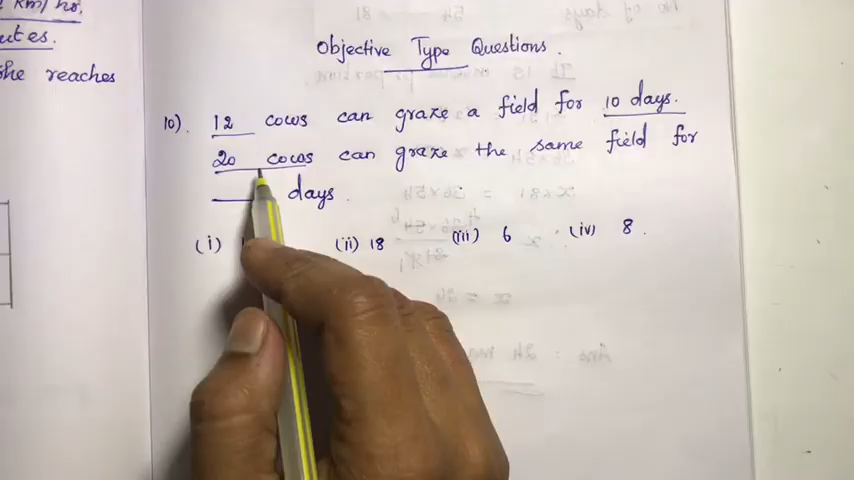 km/hr.
utes.
she reaches
Objective Type Questions.
10). 12 cows can graze a field for 10 days.
20 cows can graze the same field for
____ days.
(i) (ii) 18 (iii) 6 (iv) 8.